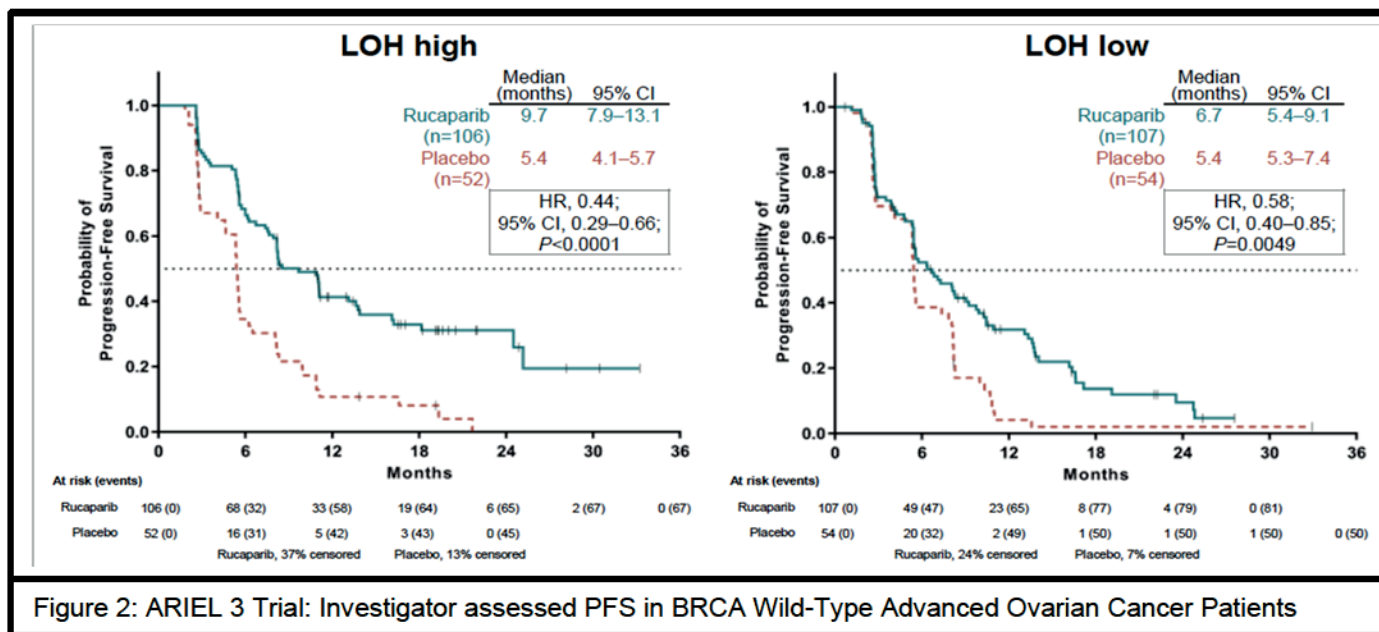 LOH high
Median (months) 95% CI
Rucaparib (n=106) 9.7 7.9–13.1
Placebo (n=52) 5.4 4.1–5.7
HR, 0.44;
95% CI, 0.29–0.66;
P<0.0001
Probability of
Progression-Free Survival
1.0
0.8
0.6
0.4
0.2
0.0
0 6 12 18 24 30 36
Months
At risk (events)
Rucaparib 106 (0) 68 (32) 33 (58) 19 (64) 6 (65) 2 (67) 0 (67)
Placebo 52 (0) 16 (31) 5 (42) 3 (43) 0 (45)
Rucaparib, 37% censored Placebo, 13% censored
LOH low
Median (months) 95% CI
Rucaparib (n=107) 6.7 5.4–9.1
Placebo (n=54) 5.4 5.3–7.4
HR, 0.58;
95% CI, 0.40–0.85;
P=0.0049
Probability of
Progression-Free Survival
1.0
0.8
0.6
0.4
0.2
0.0
0 6 12 18 24 30 36
Months
At risk (events)
Rucaparib 107 (0) 49 (47) 23 (65) 8 (77) 4 (79) 0 (81)
Placebo 54 (0) 20 (32) 2 (49) 1 (50) 1 (50) 1 (50) 0 (50)
Rucaparib, 24% censored Placebo, 7% censored
Figure 2: ARIEL 3 Trial: Investigator assessed PFS in BRCA Wild-Type Advanced Ovarian Cancer Patients